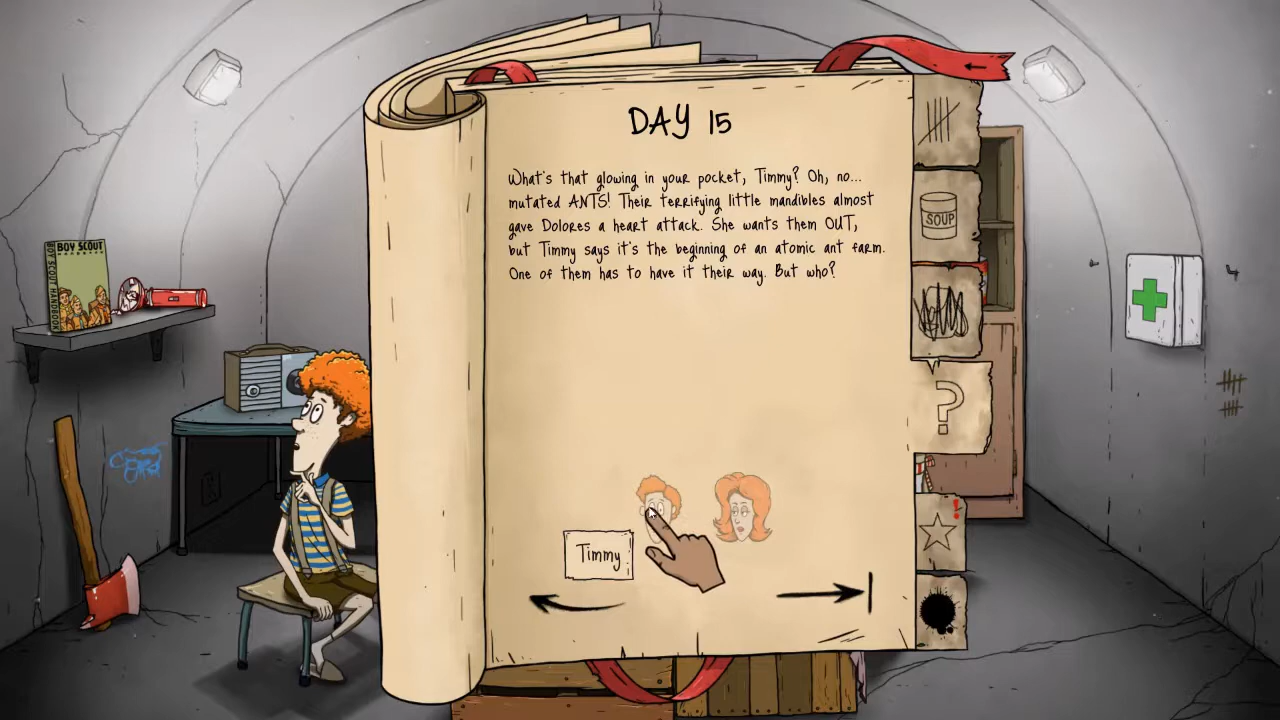 DAY 15
What's that glowing in your pocket, Timmy? Oh, no...
mutated ANTS! Their terrifying little mandibles almost
gave Dolores a heart attack. She wants them OUT,
but Timmy says it's the beginning of an atomic ant farm.
One of them has to have it their way. But who?
BOY SCOUT
BOY SCOUT HANDBOOK
SOUP
?
!
Timmy